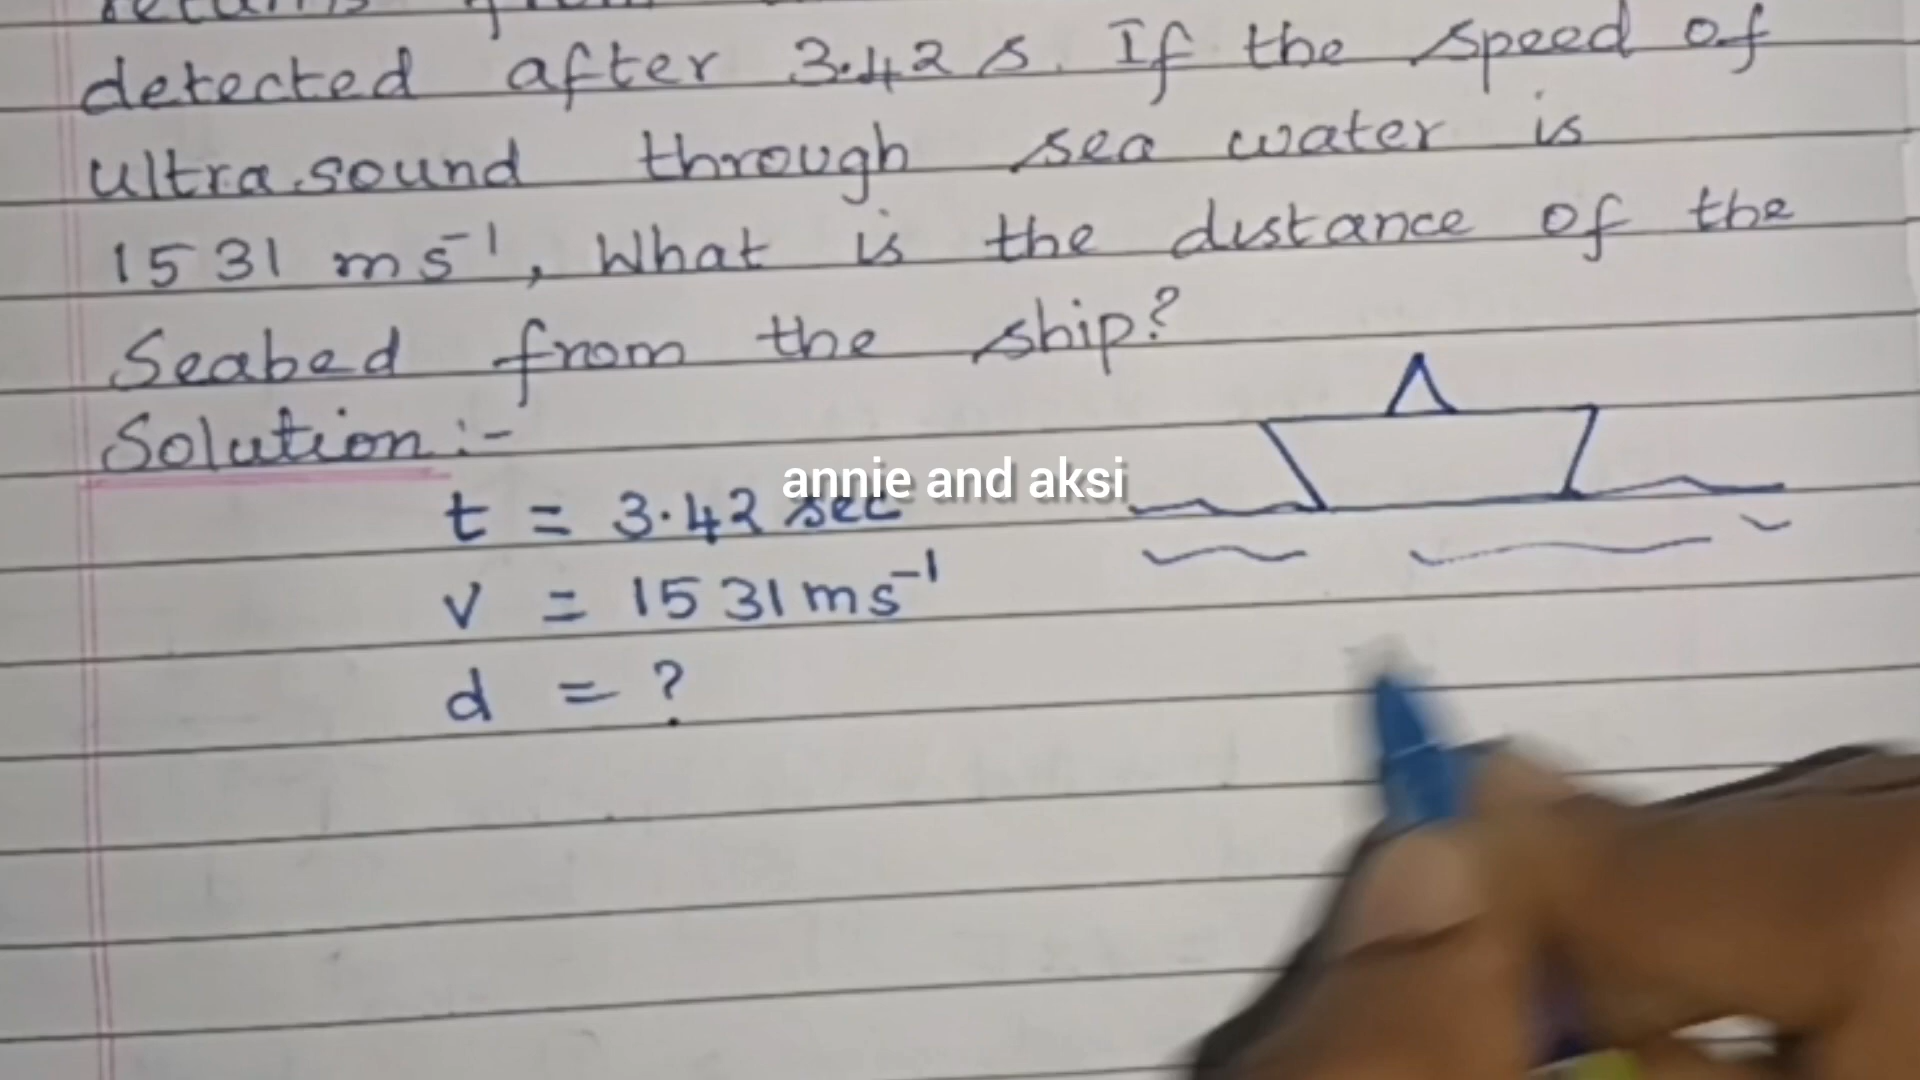 detected after 3.42 s. If the speed of
ultrasound through sea water is
1531 ms⁻¹, What is the distance of the
Seabed from the ship?
Solution :-
annie and aksi
t = 3.42 sec
v = 1531 ms⁻¹
d = ?